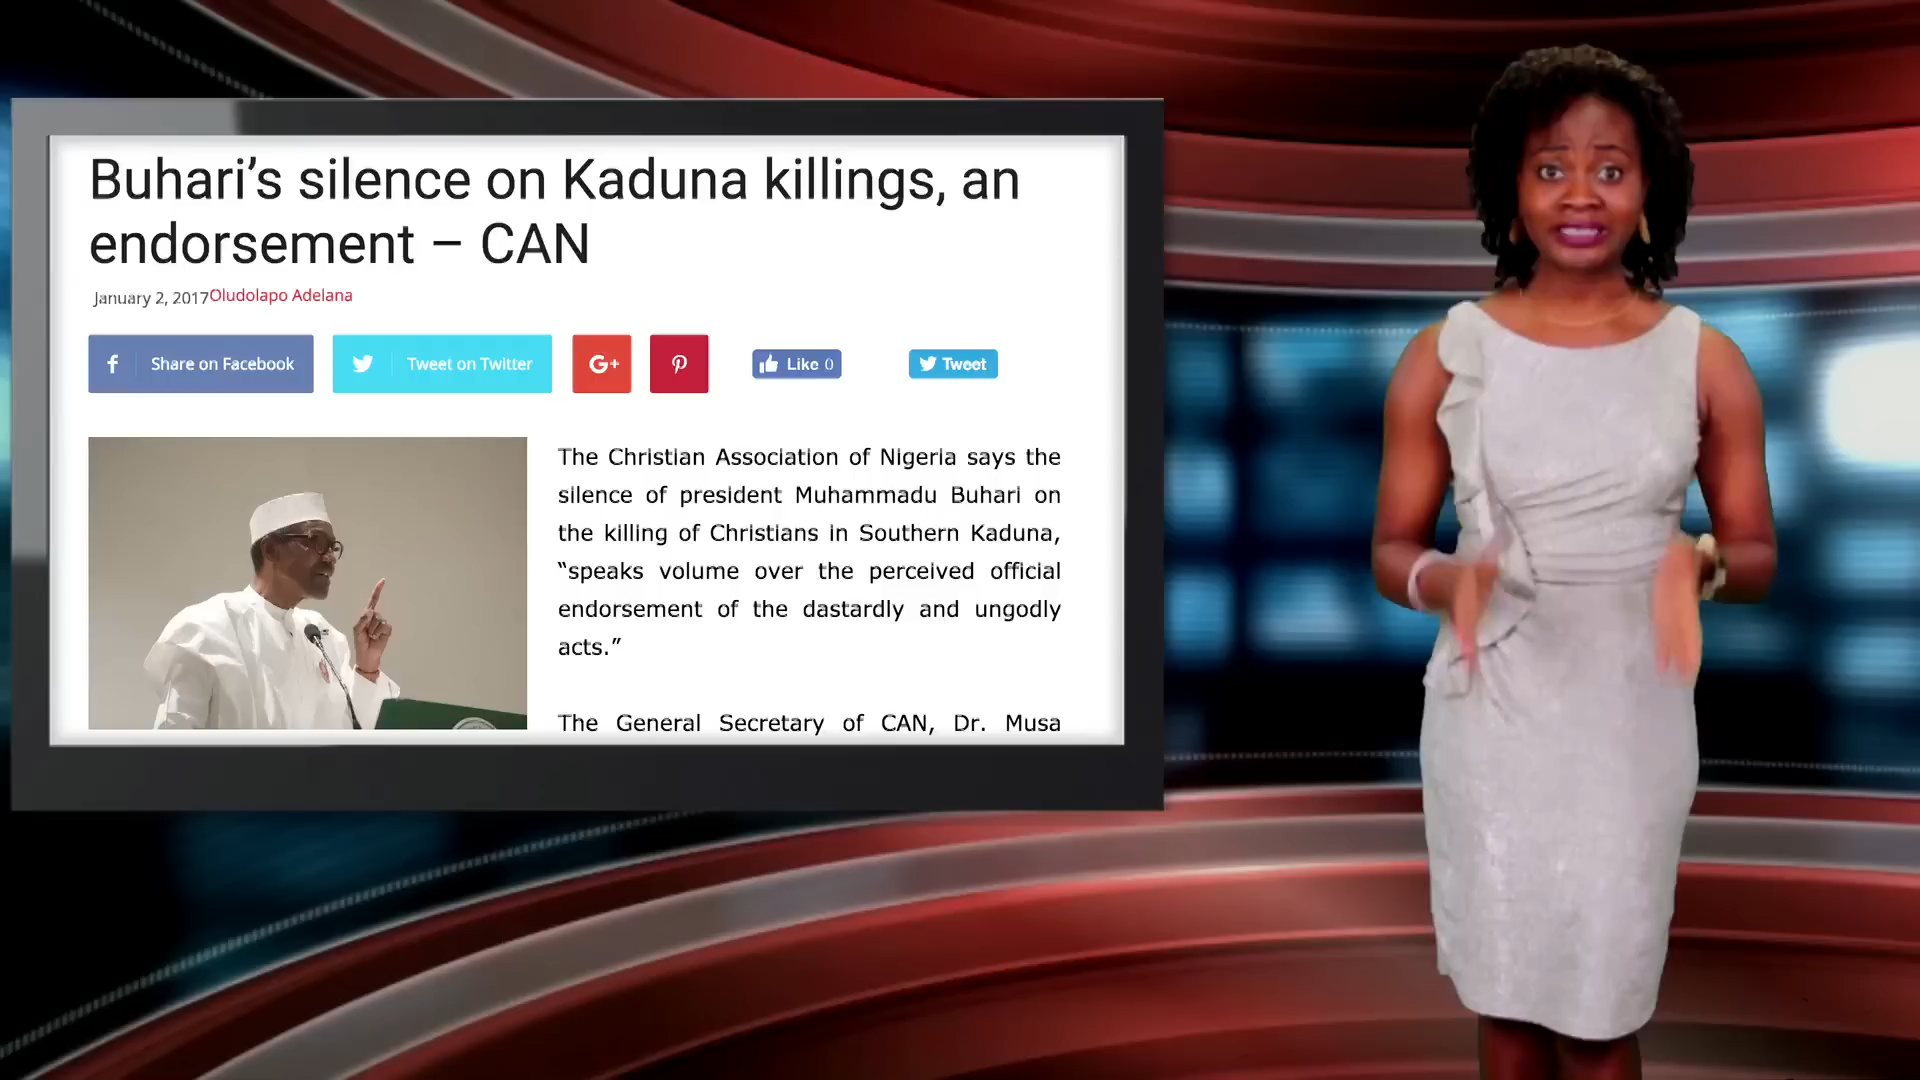 Buhari’s silence on Kaduna killings, an
endorsement – CAN
January 2, 2017Oludolapo Adelana
f Share on Facebook
Tweet on Twitter
G+
Like 0
Tweet
The Christian Association of Nigeria says the
silence of president Muhammadu Buhari on
the killing of Christians in Southern Kaduna,
“speaks volume over the perceived official
endorsement of the dastardly and ungodly
acts.”
The General Secretary of CAN, Dr. Musa